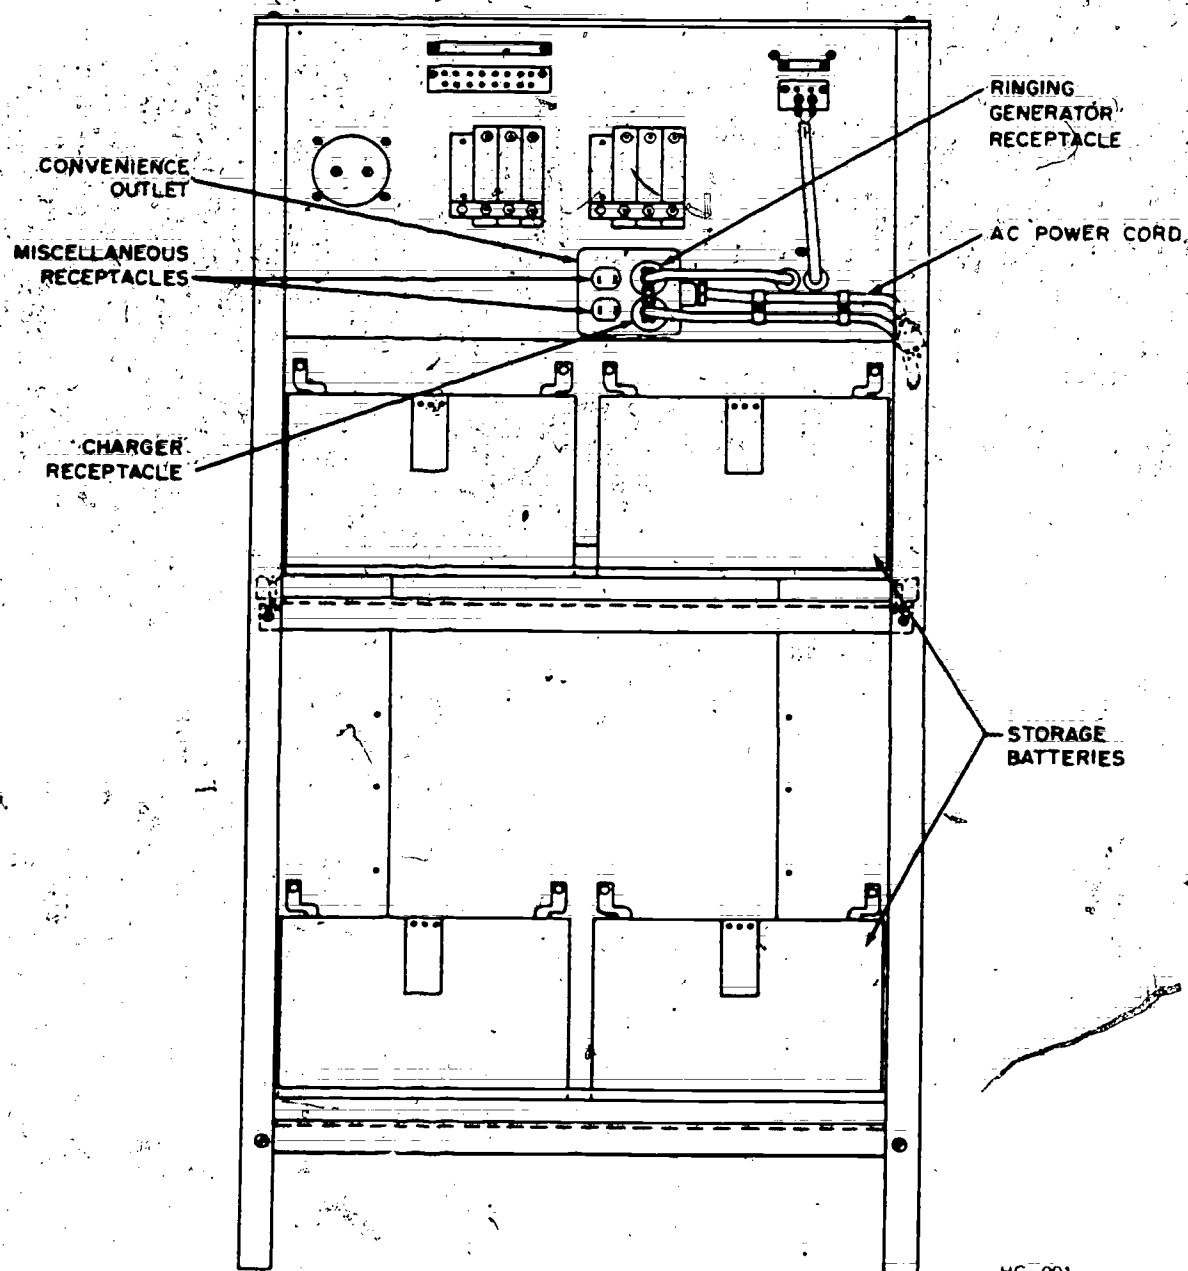 RINGING
GENERATOR
RECEPTACLE
CONVENIENCE
OUTLET
AC POWER CORD
MISCELLANEOUS
RECEPTACLES
CHARGER
RECEPTACLE
STORAGE
BATTERIES